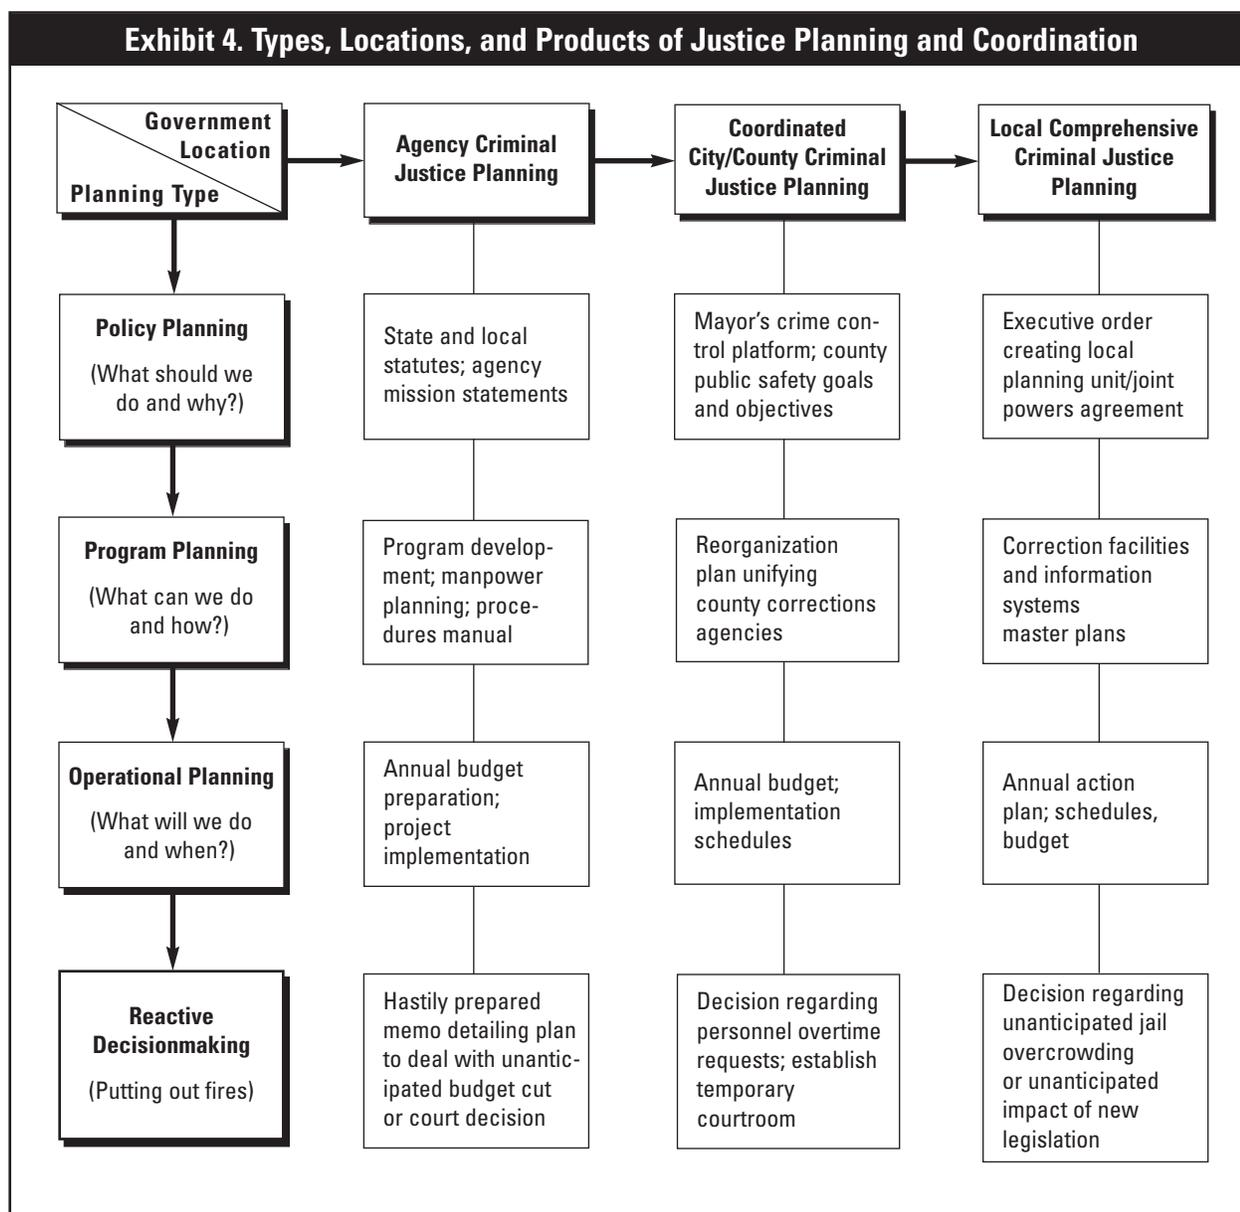 Exhibit 4. Types, Locations, and Products of Justice Planning and Coordination
Government
Location
Planning Type
Agency Criminal
Justice Planning
Coordinated
City/County Criminal
Justice Planning
Local Comprehensive
Criminal Justice
Planning
Policy Planning
(What should we
do and why?)
State and local
statutes; agency
mission statements
Mayor’s crime con-
trol platform; county
public safety goals
and objectives
Executive order
creating local
planning unit/joint
powers agreement
Program Planning
(What can we do
and how?)
Program develop-
ment; manpower
planning; proce-
dures manual
Reorganization
plan unifying
county corrections
agencies
Correction facilities
and information
systems
master plans
Operational Planning
(What will we do
and when?)
Annual budget
preparation;
project
implementation
Annual budget;
implementation
schedules
Annual action
plan; schedules,
budget
Reactive
Decisionmaking
(Putting out fires)
Hastily prepared
memo detailing plan
to deal with unantic-
ipated budget cut
or court decision
Decision regarding
personnel overtime
requests; establish
temporary
courtroom
Decision regarding
unanticipated jail
overcrowding
or unanticipated
impact of new
legislation